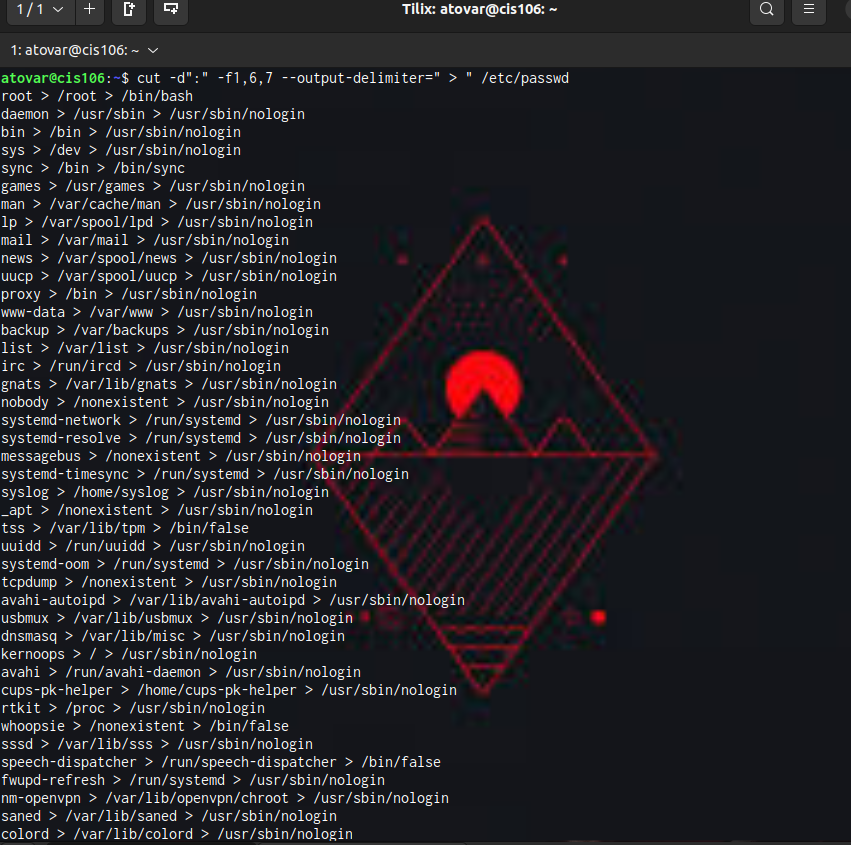 1 / 1
Tilix: atovar@cis106: ~
1: atovar@cis106: ~
atovar@cis106:~$ cut -d":" -f1,6,7 --output-delimiter=" > " /etc/passwd
root > /root > /bin/bash
daemon > /usr/sbin > /usr/sbin/nologin
bin > /bin > /usr/sbin/nologin
sys > /dev > /usr/sbin/nologin
sync > /bin > /bin/sync
games > /usr/games > /usr/sbin/nologin
man > /var/cache/man > /usr/sbin/nologin
lp > /var/spool/lpd > /usr/sbin/nologin
mail > /var/mail > /usr/sbin/nologin
news > /var/spool/news > /usr/sbin/nologin
uucp > /var/spool/uucp > /usr/sbin/nologin
proxy > /bin > /usr/sbin/nologin
www-data > /var/www > /usr/sbin/nologin
backup > /var/backups > /usr/sbin/nologin
list > /var/list > /usr/sbin/nologin
irc > /run/ircd > /usr/sbin/nologin
gnats > /var/lib/gnats > /usr/sbin/nologin
nobody > /nonexistent > /usr/sbin/nologin
systemd-network > /run/systemd > /usr/sbin/nologin
systemd-resolve > /run/systemd > /usr/sbin/nologin
messagebus > /nonexistent > /usr/sbin/nologin
systemd-timesync > /run/systemd > /usr/sbin/nologin
syslog > /home/syslog > /usr/sbin/nologin
_apt > /nonexistent > /usr/sbin/nologin
tss > /var/lib/tpm > /bin/false
uuidd > /run/uuidd > /usr/sbin/nologin
systemd-oom > /run/systemd > /usr/sbin/nologin
tcpdump > /nonexistent > /usr/sbin/nologin
avahi-autoipd > /var/lib/avahi-autoipd > /usr/sbin/nologin
usbmux > /var/lib/usbmux > /usr/sbin/nologin
dnsmasq > /var/lib/misc > /usr/sbin/nologin
kernoops > / > /usr/sbin/nologin
avahi > /run/avahi-daemon > /usr/sbin/nologin
cups-pk-helper > /home/cups-pk-helper > /usr/sbin/nologin
rtkit > /proc > /usr/sbin/nologin
whoopsie > /nonexistent > /bin/false
sssd > /var/lib/sss > /usr/sbin/nologin
speech-dispatcher > /run/speech-dispatcher > /bin/false
fwupd-refresh > /run/systemd > /usr/sbin/nologin
nm-openvpn > /var/lib/openvpn/chroot > /usr/sbin/nologin
saned > /var/lib/saned > /usr/sbin/nologin
colord > /var/lib/colord > /usr/sbin/nologin